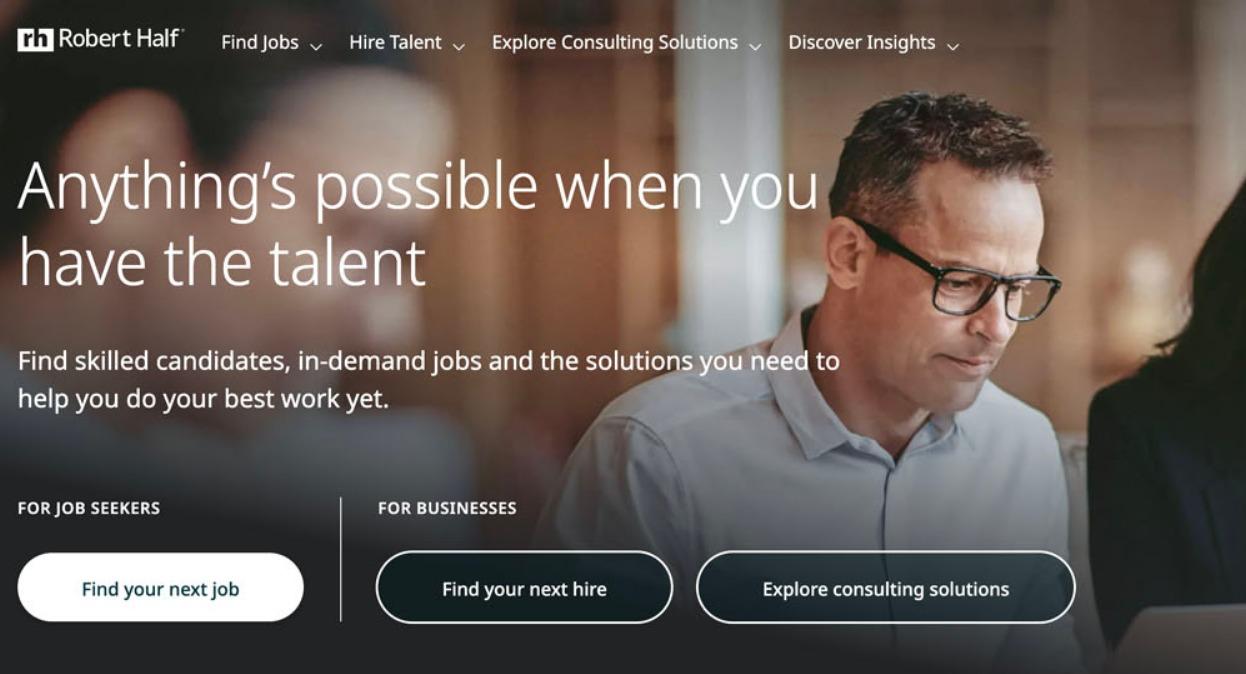 rh Robert Half
Find Jobs Hire Talent Explore Consulting Solutions Discover Insights
Anything's possible when you
have the talent
Find skilled candidates, in-demand jobs and the solutions you need to
help you do your best work yet.
FOR JOB SEEKERS
Find your next job
FOR BUSINESSES
Find your next hire
Explore consulting solutions